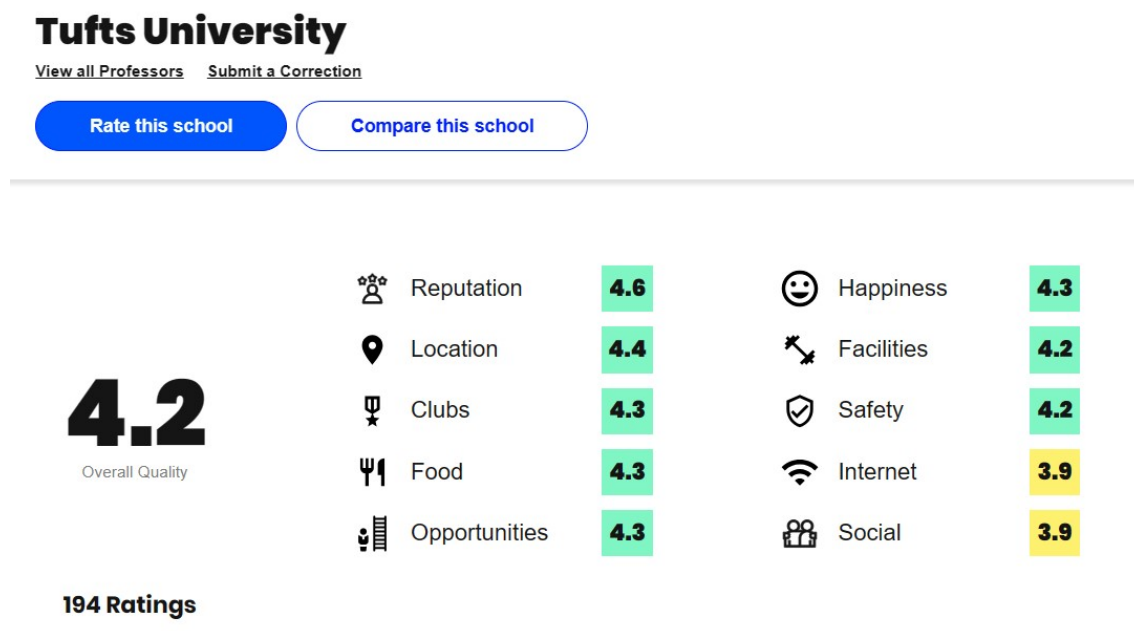 Tufts University
View all Professors Submit a Correction
Rate this school Compare this school
Reputation 4.6 Happiness 4.3
Location 4.4 Facilities 4.2
4.2
Overall Quality
Clubs 4.3 Safety 4.2
Food 4.3 Internet 3.9
Opportunities 4.3 Social 3.9
194 Ratings